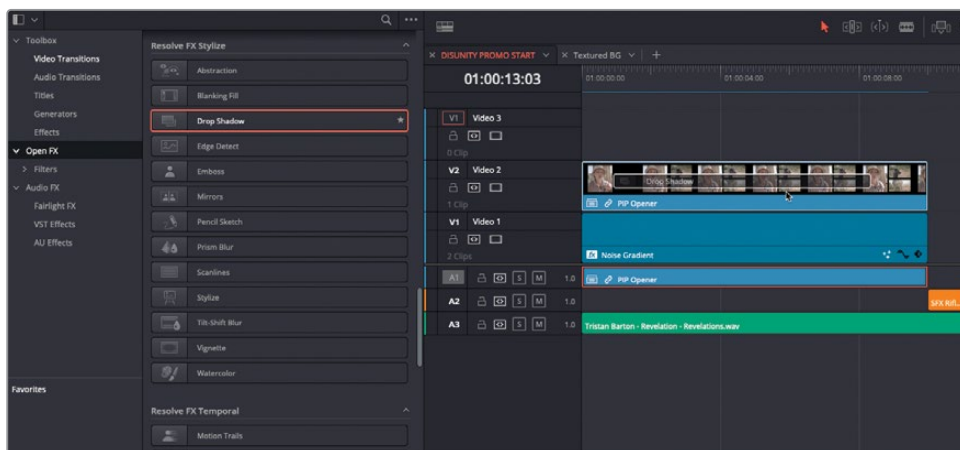 Toolbox
Video Transitions
Audio Transitions
Titles
Generators
Effects
Open FX
Filters
Audio FX
Fairlight FX
VST Effects
AU Effects
Favorites
Resolve FX Stylize
Abstraction
Blanking Fill
Drop Shadow
Edge Detect
Emboss
Mirrors
Pencil Sketch
Prism Blur
Scanlines
Stylize
Tilt-Shift Blur
Vignette
Watercolor
Resolve FX Temporal
Motion Trails
DISUNITY PROMO START
Textured BG
01:00:13:03
01:00:00:00
01:00:04:00
01:00:08:00
V1 Video 3
0 Clip
V2 Video 2
1 Clip
Drop Shadow
PIP Opener
V1 Video 1
2 Clips
FX Noise Gradient
A1 S M 1.0 PIP Opener
A2 S M 1.0
SFX Rifl...
A3 S M 1.0 Tristan Barton - Revelation - Revelations.wav